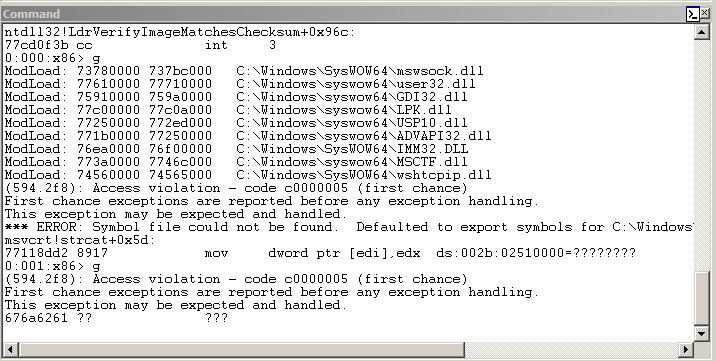 Command
ntdll32!LdrVerifyImageMatchesChecksum+0x96c:
77cd0f3b cc              int     3
0:000:x86> g
ModLoad: 73780000 737bc000   C:\Windows\SysWOW64\mswsock.dll
ModLoad: 77610000 77710000   C:\Windows\syswow64\user32.dll
ModLoad: 75910000 759a0000   C:\Windows\syswow64\GDI32.dll
ModLoad: 77c00000 77c0a000   C:\Windows\syswow64\LPK.dll
ModLoad: 77250000 772ed000   C:\Windows\syswow64\USP10.dll
ModLoad: 771b0000 77250000   C:\Windows\syswow64\ADVAPI32.dll
ModLoad: 76ea0000 76f00000   C:\Windows\SysWOW64\IMM32.DLL
ModLoad: 773a0000 7746c000   C:\Windows\syswow64\MSCTF.dll
ModLoad: 74560000 74565000   C:\Windows\SysWOW64\wshtcpip.dll
(594.2f8): Access violation - code c0000005 (first chance)
First chance exceptions are reported before any exception handling.
This exception may be expected and handled.
*** ERROR: Symbol file could not be found.  Defaulted to export symbols for C:\Windows\
msvcrt!strcat+0x5d:
77118dd2 8917            mov     dword ptr [edi],edx  ds:002b:02510000=????????
0:001:x86> g
(594.2f8): Access violation - code c0000005 (first chance)
First chance exceptions are reported before any exception handling.
This exception may be expected and handled.
676a6261 ??              ???